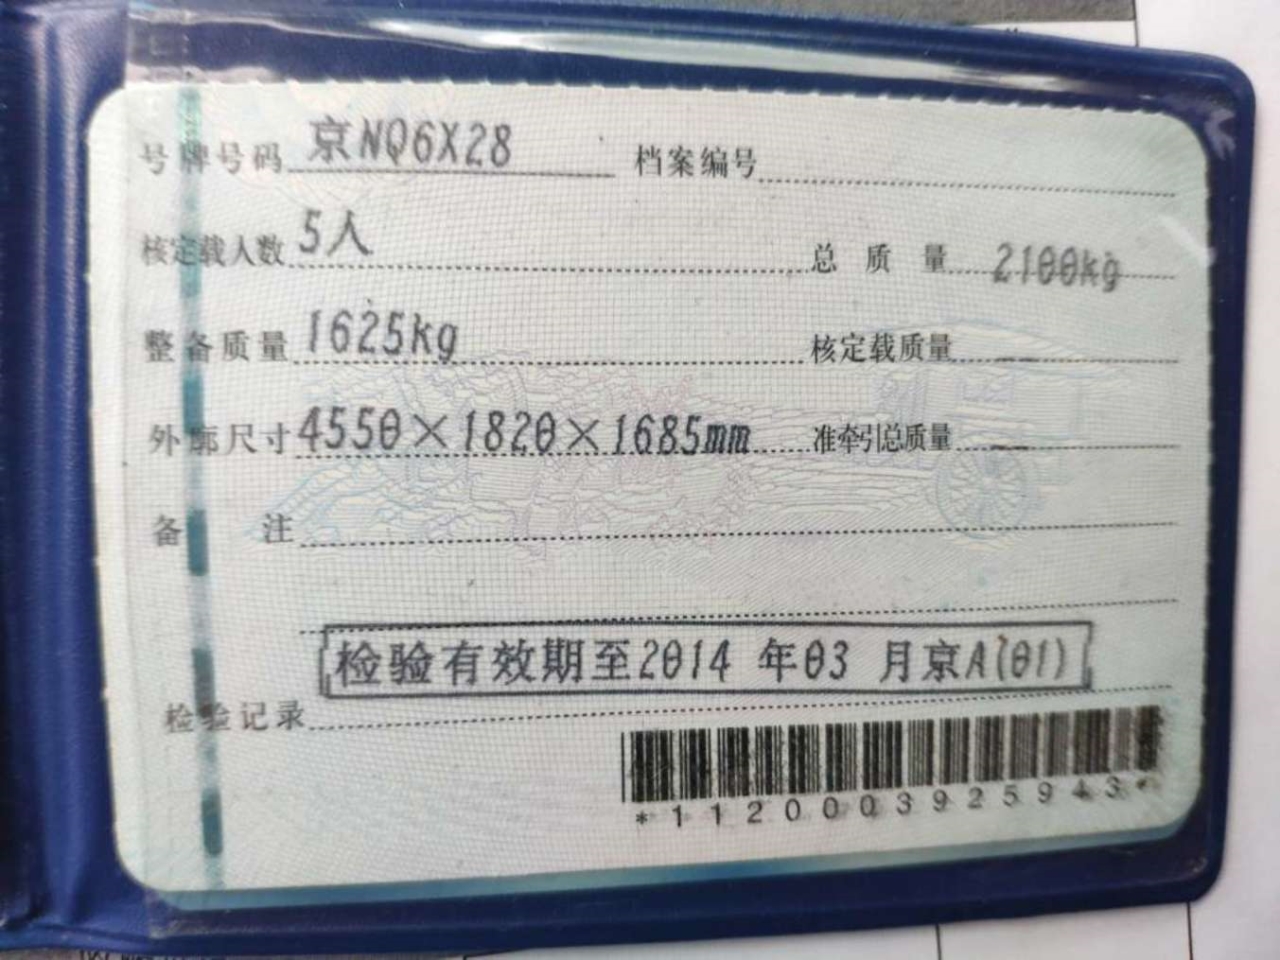 号牌号码 京NQ6X28 档案编号
核定载人数 5人 总质量 2100kg
整备质量 1625kg 核定载质量
外廓尺寸 4550×1820×1685mm 准牵引总质量
备注
检验有效期至2014 年03 月京A(01)
检验记录
*1120003925943*